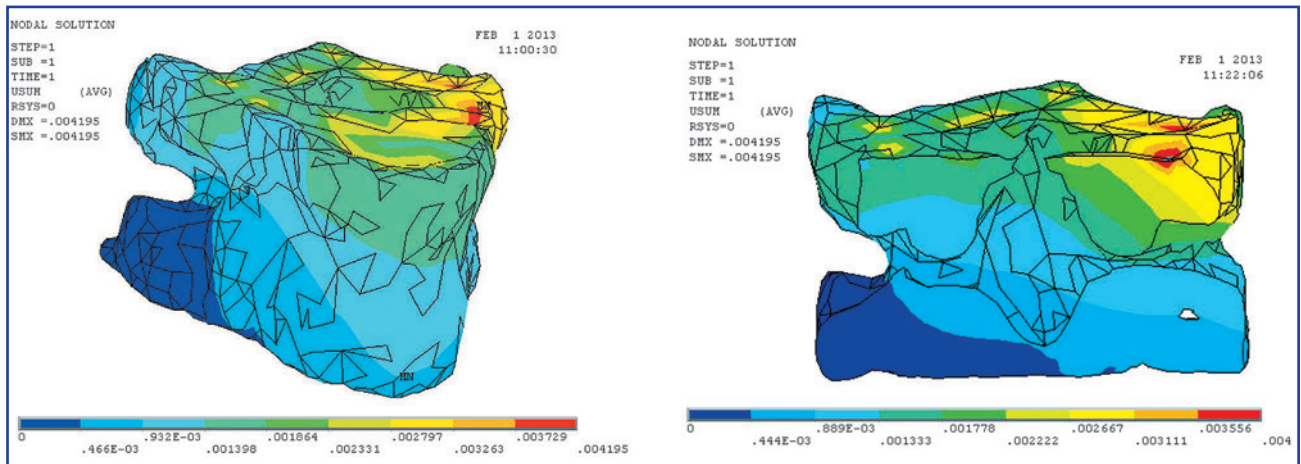 NODAL SOLUTION
STEP=1
SUB =1
TIME=1
USUM (AVG)
RSYS=0
DMX =.004195
SMX =.004195
FEB 1 2013
11:00:30
MN
0 .932E-03 .001864 .002797 .003729
.466E-03 .001398 .002331 .003263 .004195
NODAL SOLUTION
STEP=1
SUB =1
TIME=1
USUM (AVG)
RSYS=0
DMX =.004195
SMX =.004195
FEB 1 2013
11:22:06
0 .889E-03 .001778 .002667 .003556
.444E-03 .001333 .002222 .003111 .004